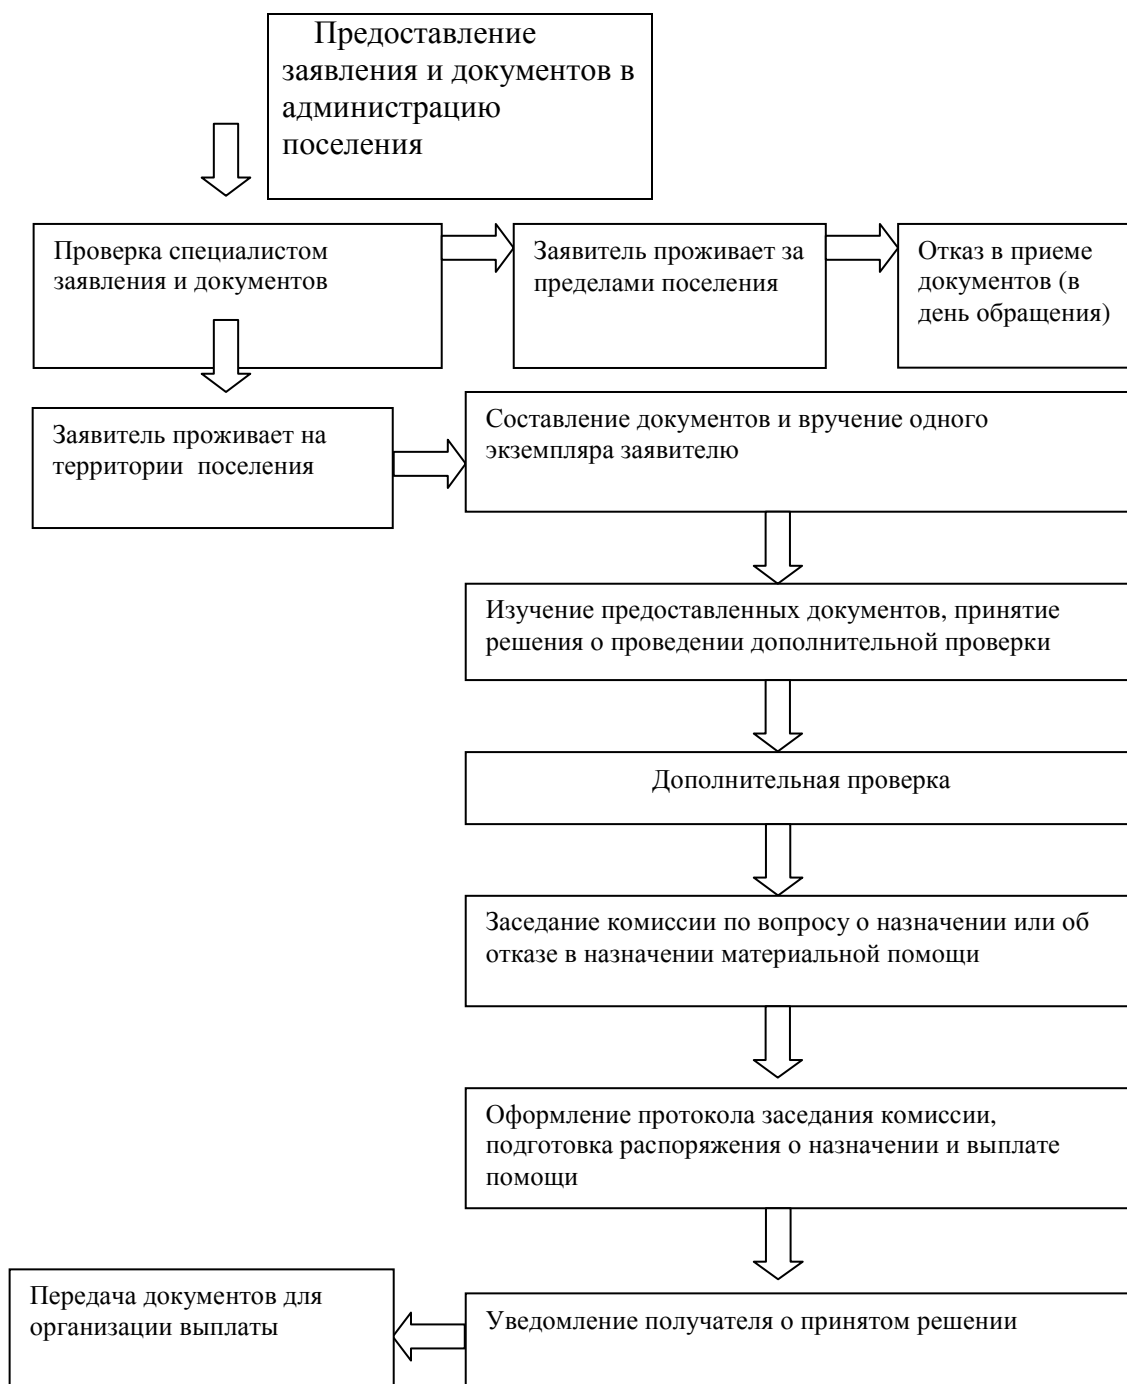 Предоставление
заявления и документов в
администрацию
поселения
Проверка специалистом
заявления и документов
Заявитель проживает за
пределами поселения
Отказ в приеме
документов (в
день обращения)
Заявитель проживает на
территории поселения
Составление документов и вручение одного
экземпляра заявителю
Изучение предоставленных документов, принятие
решения о проведении дополнительной проверки
Дополнительная проверка
Заседание комиссии по вопросу о назначении или об
отказе в назначении материальной помощи
Оформление протокола заседания комиссии,
подготовка распоряжения о назначении и выплате
помощи
Передача документов для
организации выплаты
Уведомление получателя о принятом решении